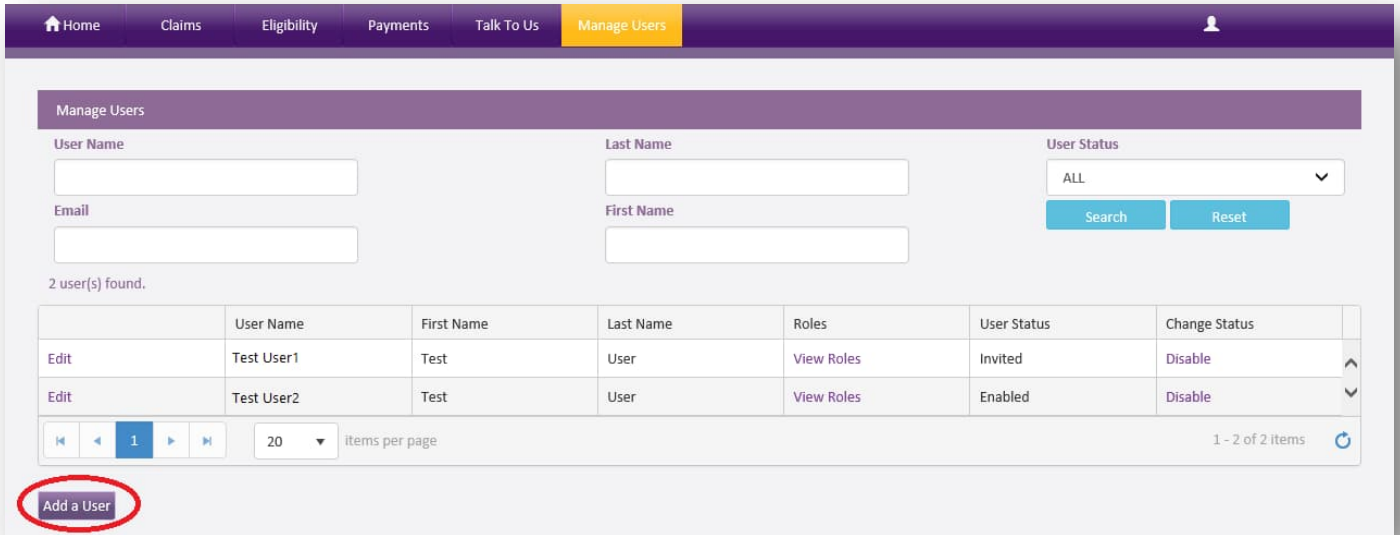 Home Claims Eligibility Payments Talk To Us Manage Users
Manage Users
User Name Last Name User Status
ALL
Email First Name Search Reset
2 user(s) found.
User Name First Name Last Name Roles User Status Change Status
Edit Test User1 Test User View Roles Invited Disable
Edit Test User2 Test User View Roles Enabled Disable
1 20 items per page 1 - 2 of 2 items
Add a User